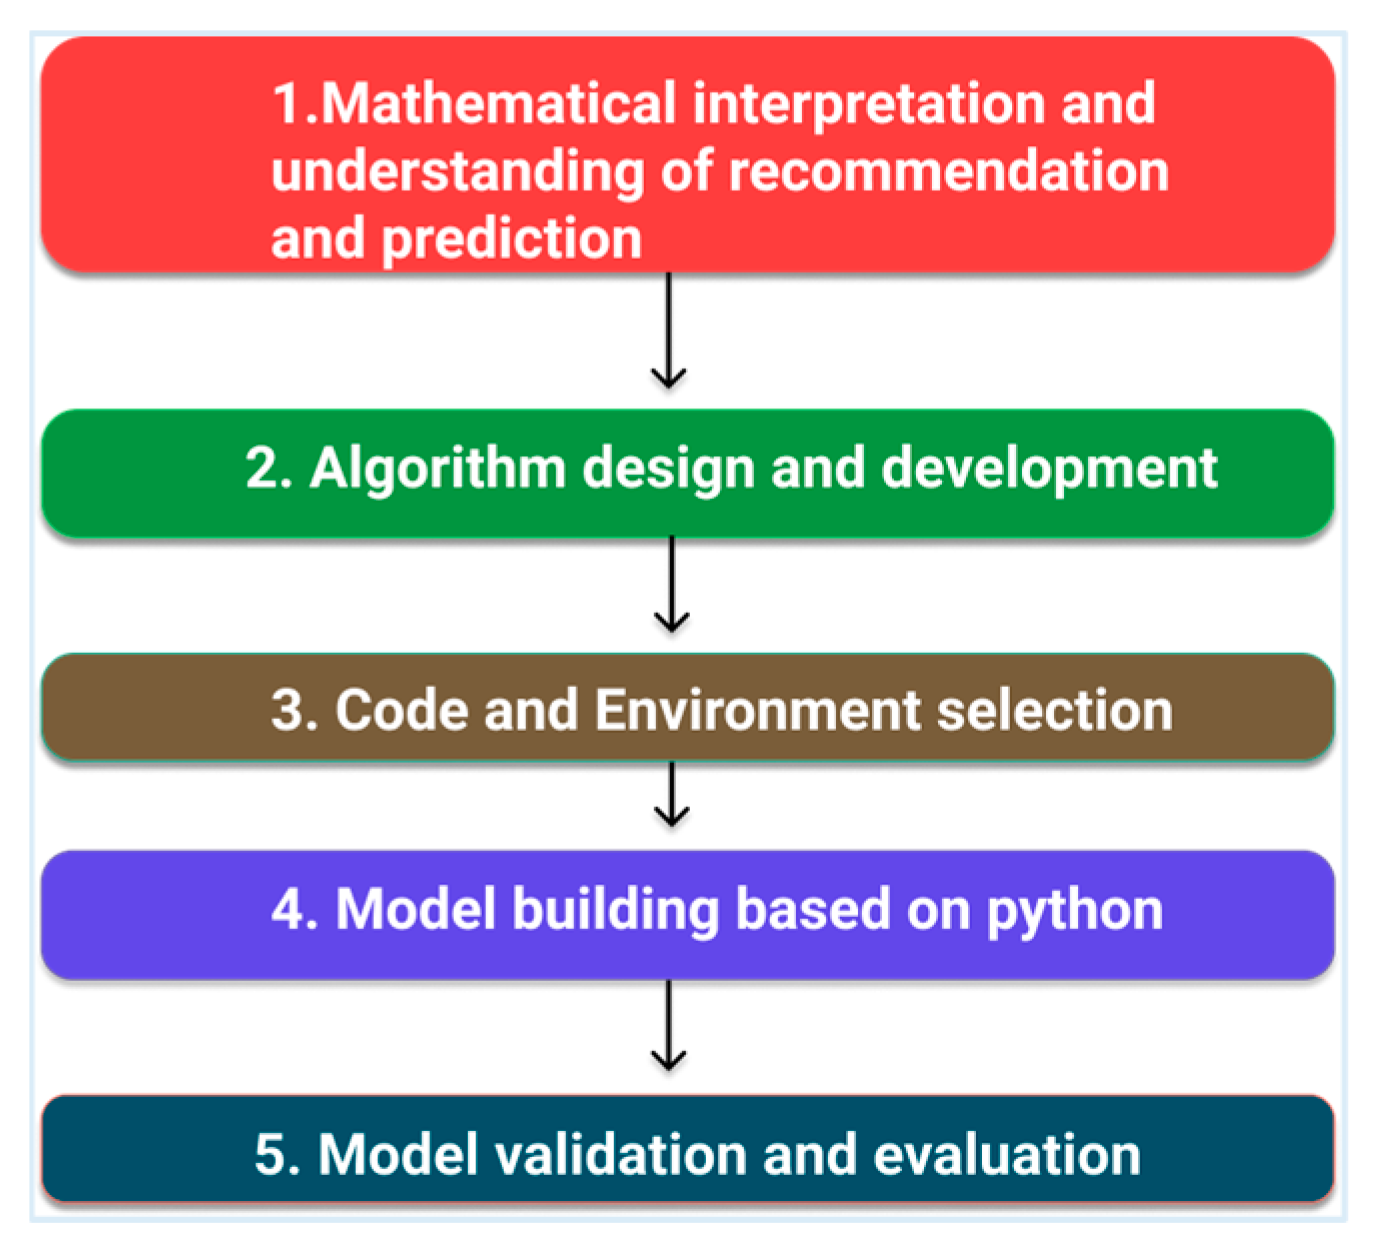 1.Mathematical interpretation and
understanding of recommendation
and prediction
2. Algorithm design and development
3. Code and Environment selection
4. Model building based on python
5. Model validation and evaluation